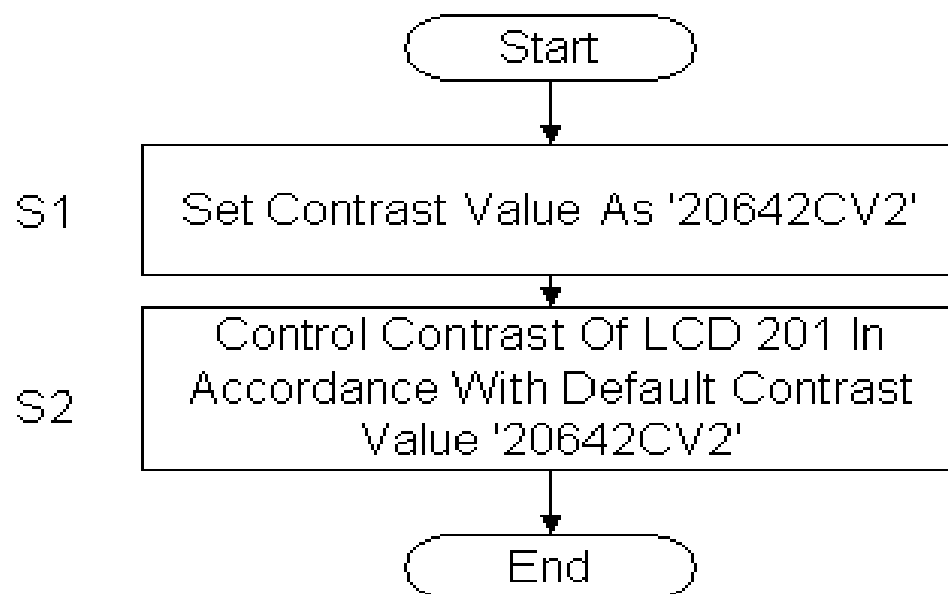 Start
S1
Set Contrast Value As '20642CV2'
S2
Control Contrast Of LCD 201 In
Accordance With Default Contrast
Value '20642CV2'
End